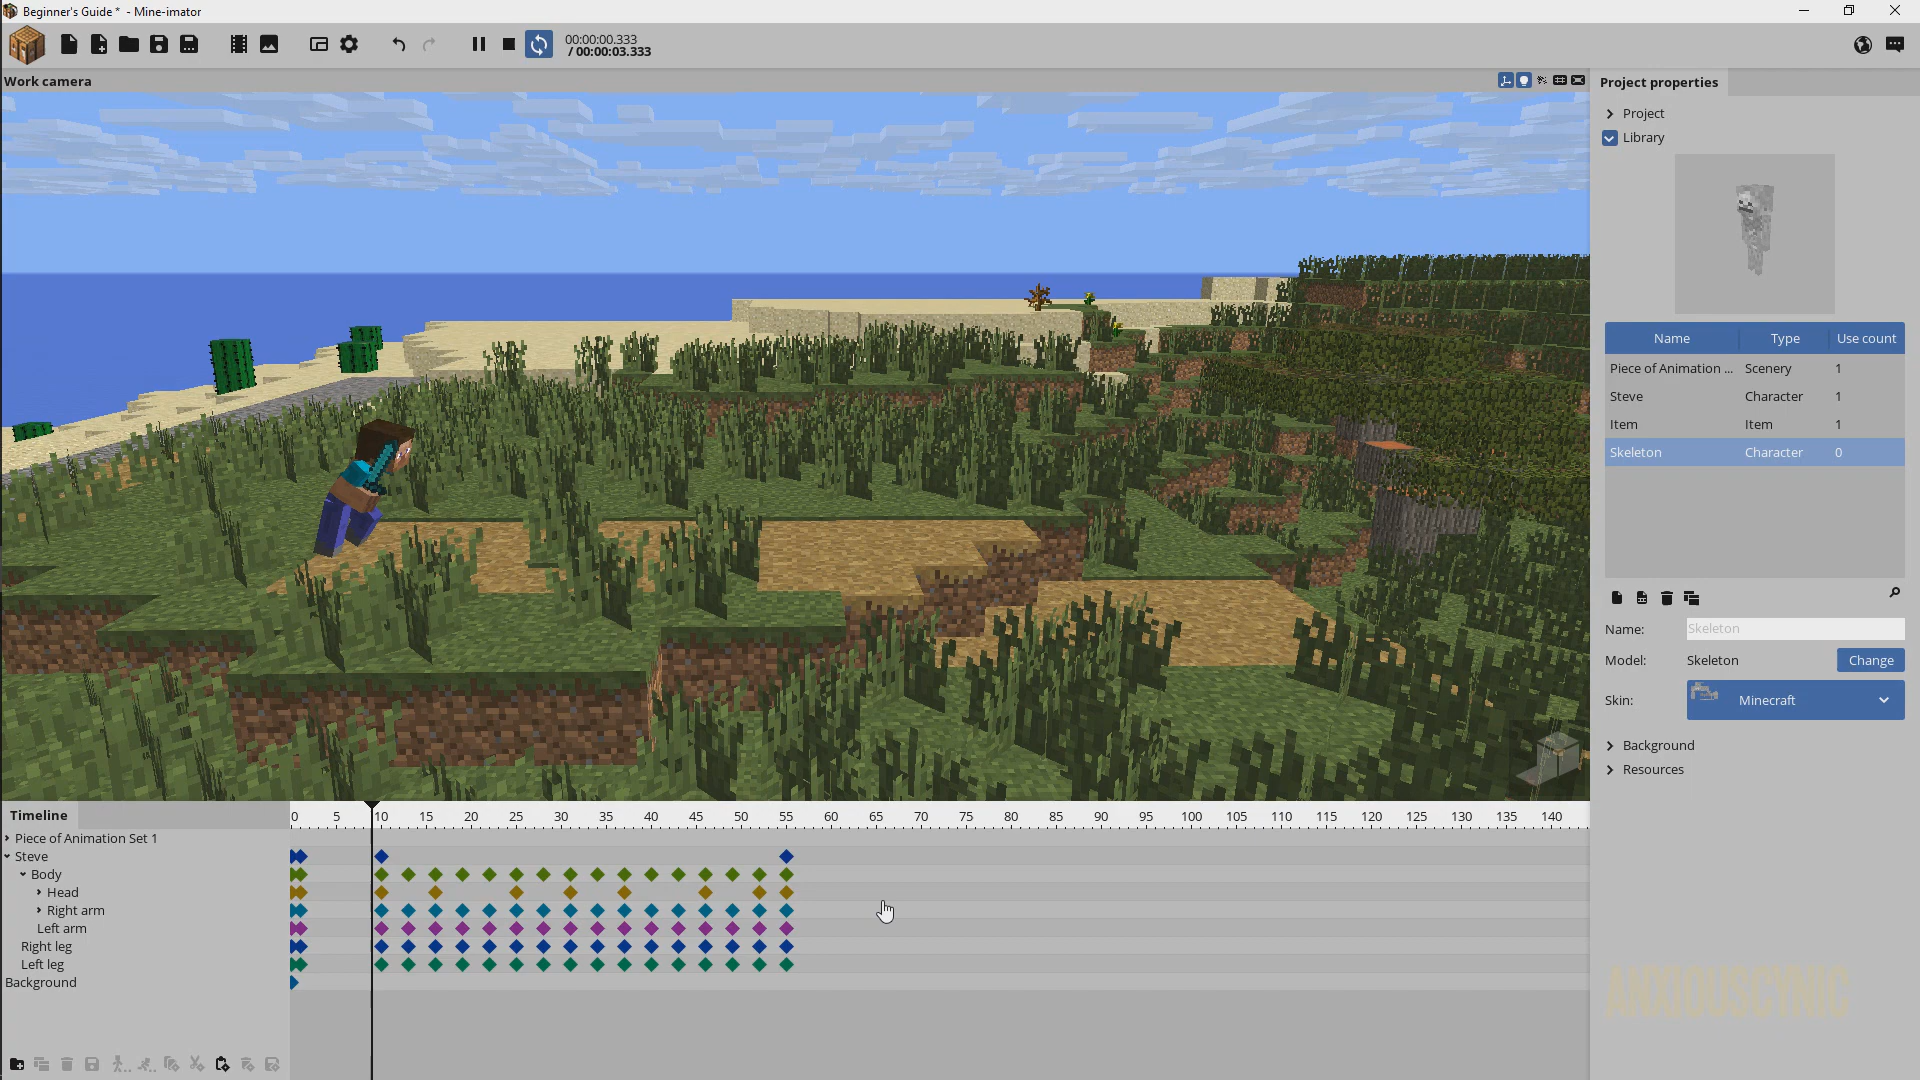 Beginner's Guide * - Mine-imator
00:00:00.333
/ 00:00:03.333
Work camera
Project properties
Project
Library
Name Type Use count
Piece of Animation ... Scenery 1
Steve Character 1
Item Item 1
Skeleton Character 0
Name: Skeleton
Model: Skeleton Change
Skin: Minecraft
Background
Resources
Timeline
0 5 10 15 20 25 30 35 40 45 50 55 60 65 70 75 80 85 90 95 100 105 110 115 120 125 130 135 140
Piece of Animation Set 1
Steve
Body
Head
Right arm
Left arm
Right leg
Left leg
Background
ANXIOUSCYNIC